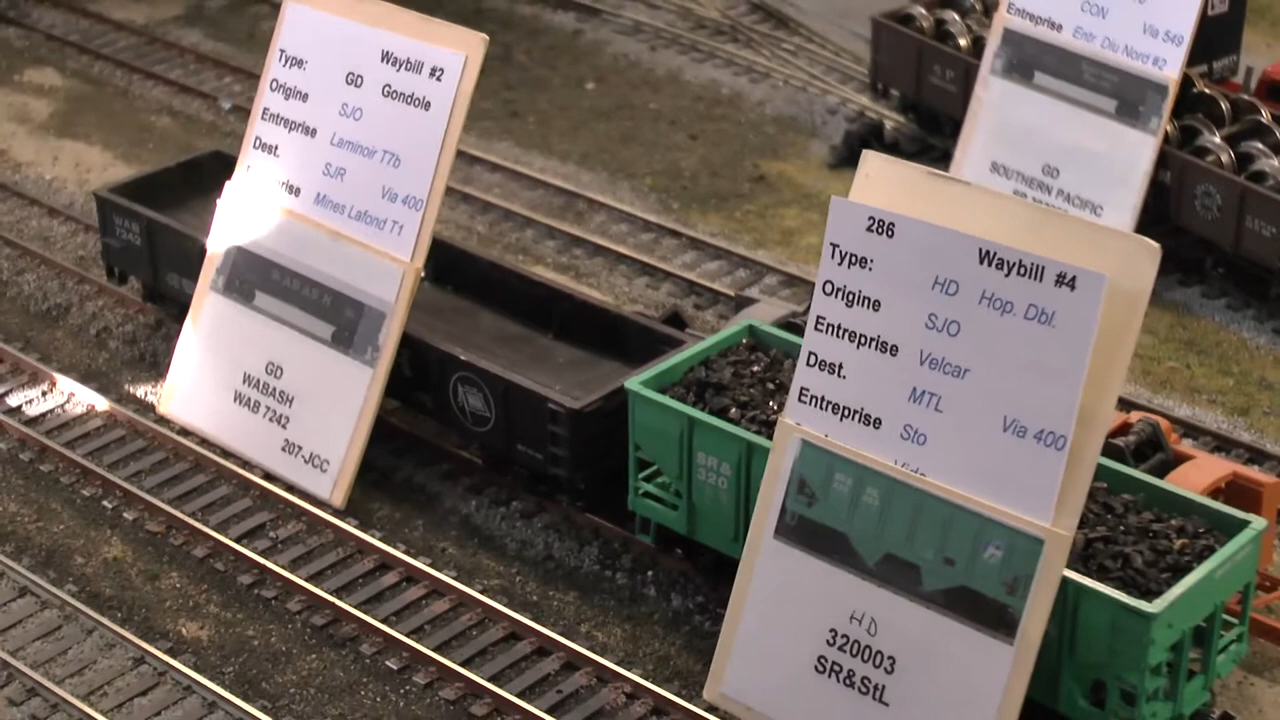 Waybill #2
Type: GD Gondole
Origine SJO
Entreprise Laminoir T7b
Dest. SJR Via 400
Mines Lafond T1
WABASH
GD
WABASH
WAB 7242
207-JCC
WAB
7242
CON Via 549
Entreprise Entr. Diu Nord #2
GD
SOUTHERN PACIFIC
SP
286
Waybill #4
Type: HD Hop. Dbl.
Origine SJO
Entreprise Velcar
Dest. MTL
Entreprise Sto Via 400
HD
320003
SR&StL
SR&
320